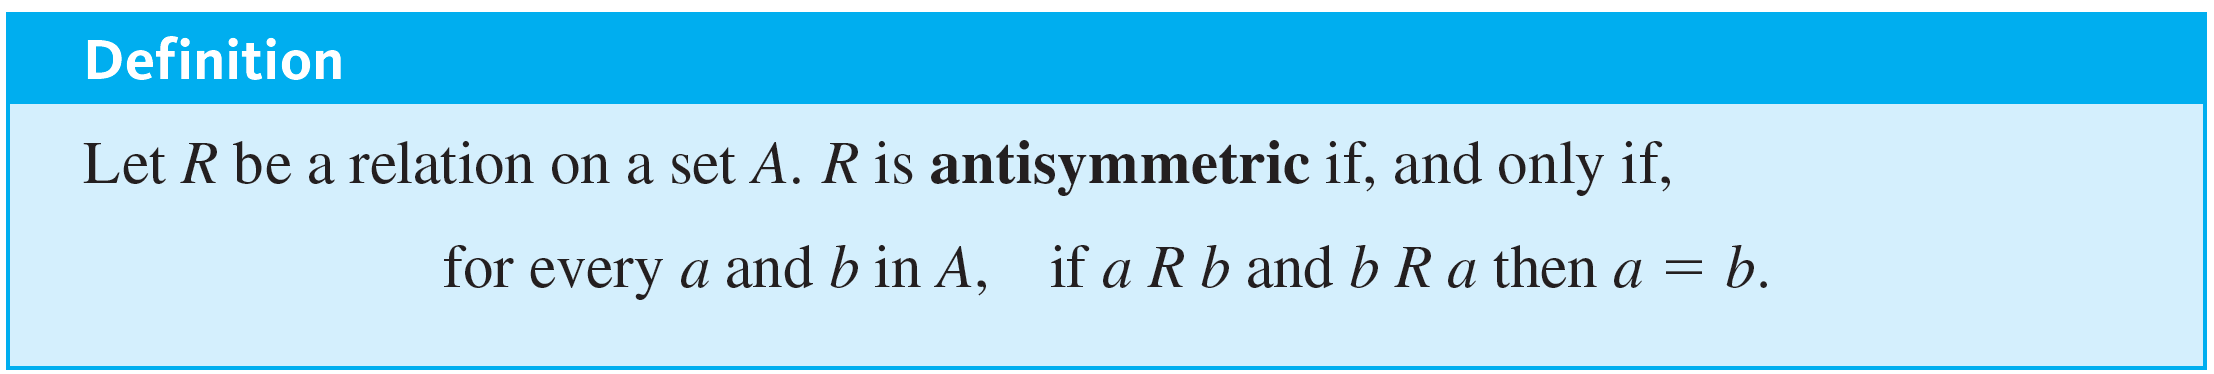 Definition
Let R be a relation on a set A. R is antisymmetric if, and only if,
for every a and b in A, if a R b and b R a then a = b.